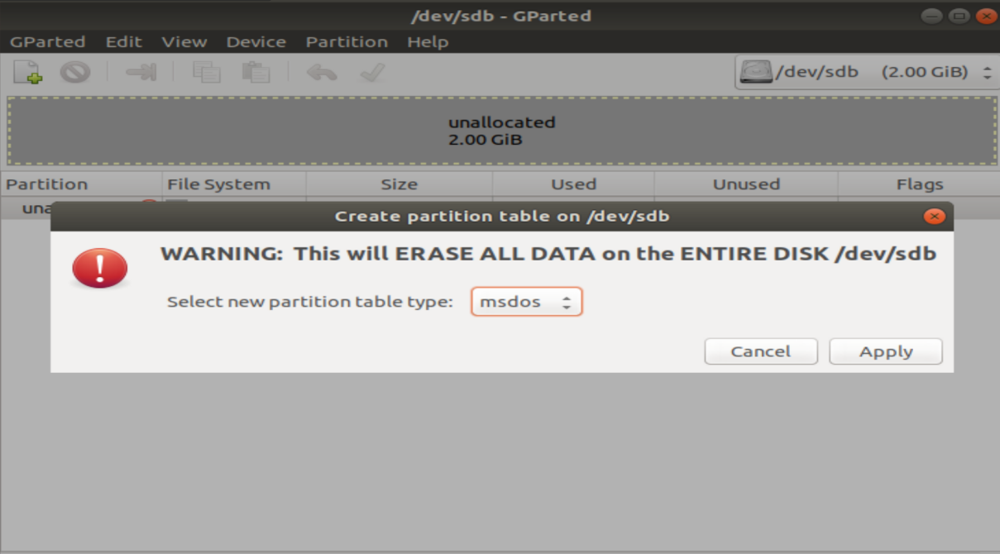 /dev/sdb - GParted
GParted Edit View Device Partition Help
/dev/sdb (2.00 GiB)
unallocated
2.00 GiB
Partition File System Size Used Unused Flags
Create partition table on /dev/sdb
WARNING: This will ERASE ALL DATA on the ENTIRE DISK /dev/sdb
Select new partition table type: msdos
Cancel Apply